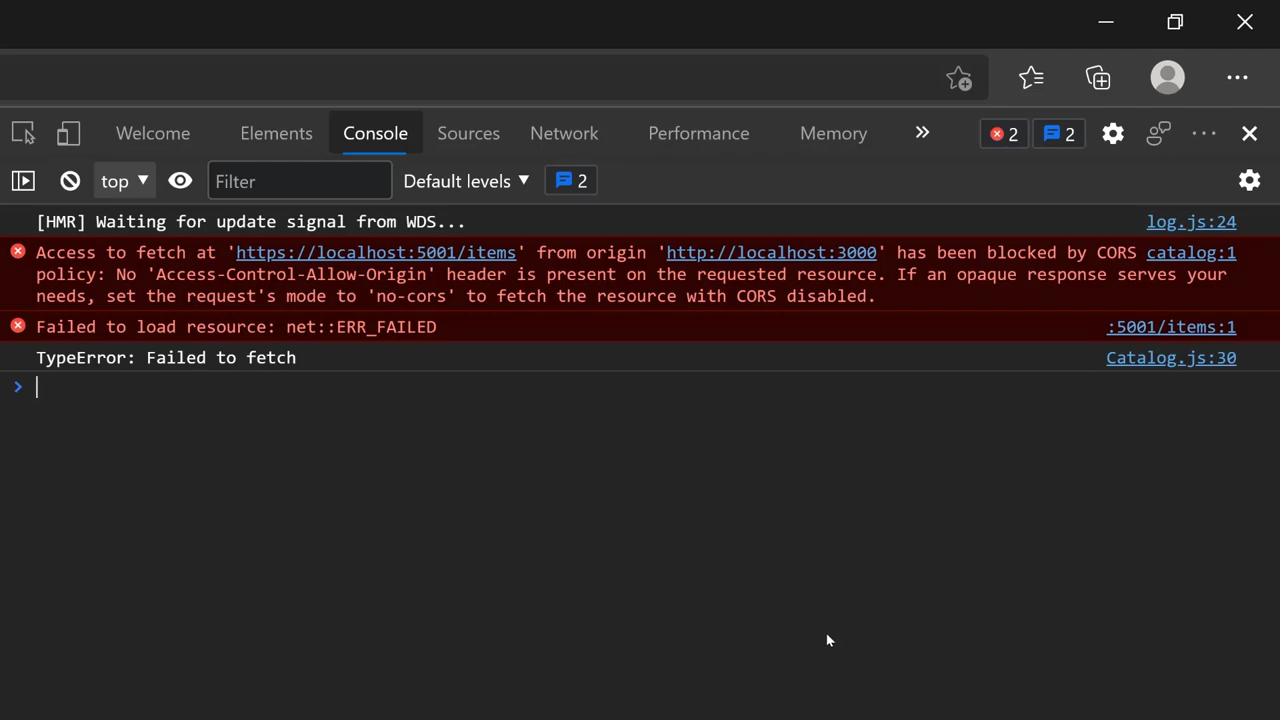 Welcome Elements Console Sources Network Performance Memory 2 2
top Filter Default levels 2
[HMR] Waiting for update signal from WDS... log.js:24
Access to fetch at 'https://localhost:5001/items' from origin 'http://localhost:3000' has been blocked by CORS catalog:1
policy: No 'Access-Control-Allow-Origin' header is present on the requested resource. If an opaque response serves your
needs, set the request's mode to 'no-cors' to fetch the resource with CORS disabled.
Failed to load resource: net::ERR_FAILED :5001/items:1
TypeError: Failed to fetch Catalog.js:30